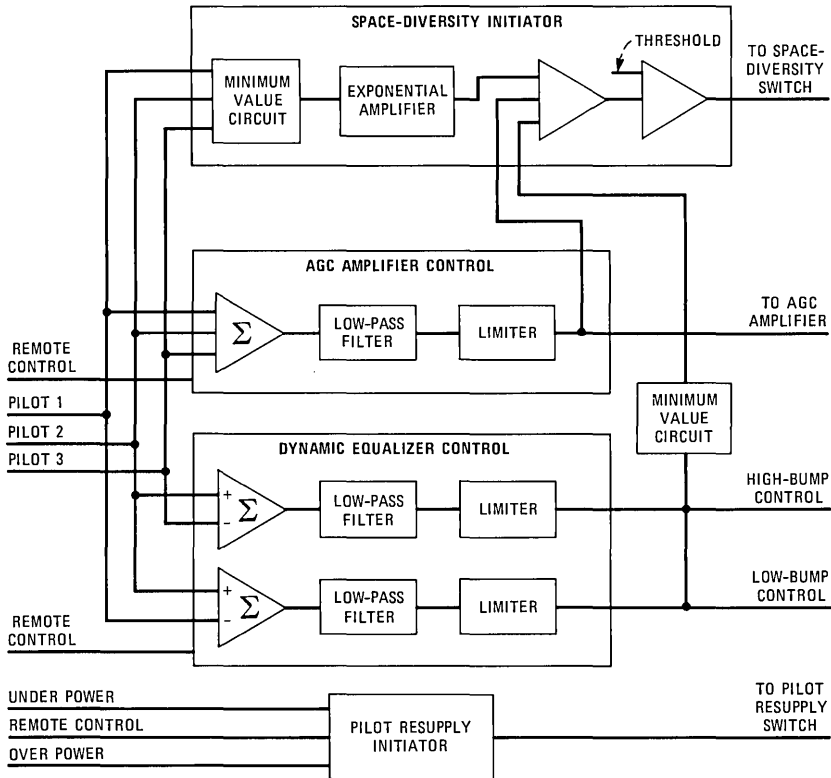 SPACE-DIVERSITY INITIATOR
MINIMUM
VALUE
CIRCUIT
EXPONENTIAL
AMPLIFIER
THRESHOLD
TO SPACE-
DIVERSITY
SWITCH
AGC AMPLIFIER CONTROL
Σ
LOW-PASS
FILTER
LIMITER
TO AGC
AMPLIFIER
REMOTE
CONTROL
PILOT 1
PILOT 2
PILOT 3
MINIMUM
VALUE
CIRCUIT
DYNAMIC EQUALIZER CONTROL
+
−
Σ
LOW-PASS
FILTER
LIMITER
HIGH-BUMP
CONTROL
+
−
Σ
LOW-PASS
FILTER
LIMITER
LOW-BUMP
CONTROL
REMOTE
CONTROL
UNDER POWER
REMOTE CONTROL
OVER POWER
PILOT RESUPPLY
INITIATOR
TO PILOT
RESUPPLY
SWITCH